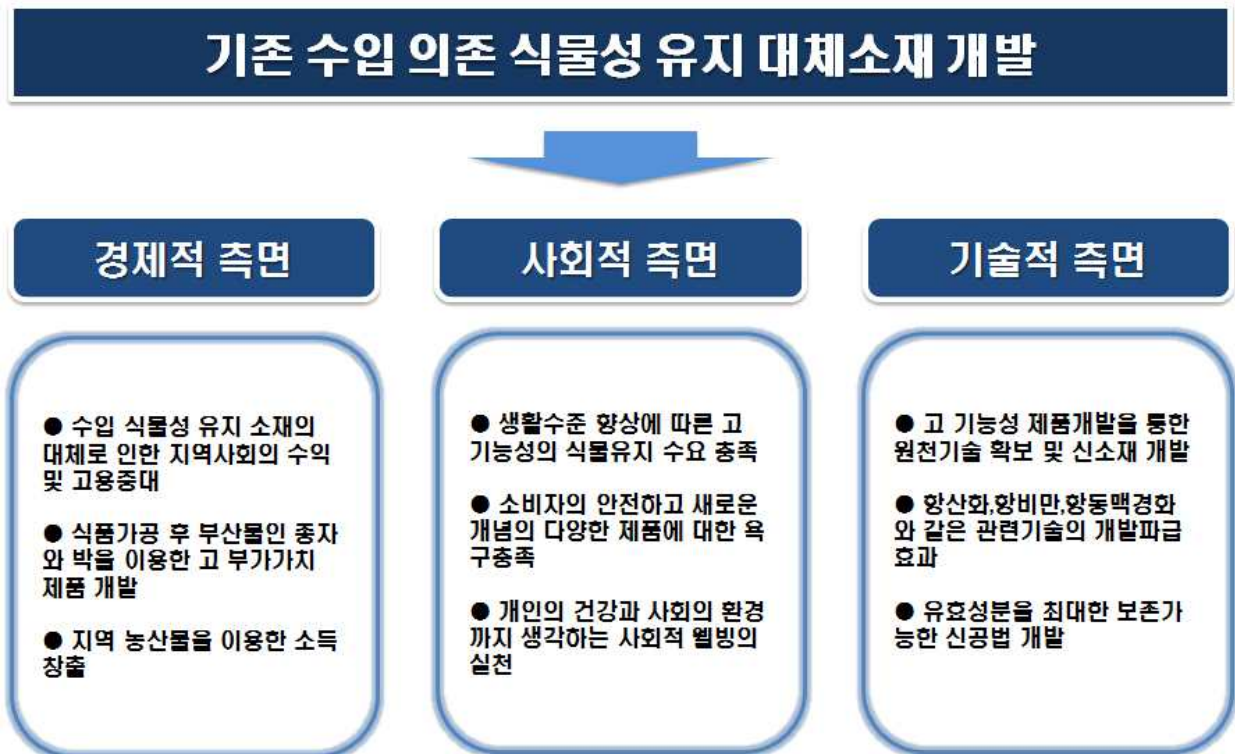 기존 수입 의존 식물성 유지 대체소재 개발
경제적 측면
● 수입 식물성 유지 소재의
대체로 인한 지역사회의 수익
및 고용증대
● 식품가공 후 부산물인 종자
와 박을 이용한 고 부가가치
제품 개발
● 지역 농산물을 이용한 소득
창출
사회적 측면
● 생활수준 향상에 따른 고
기능성의 식물유지 수요 충족
● 소비자의 안전하고 새로운
개념의 다양한 제품에 대한 욕
구충족
● 개인의 건강과 사회의 환경
까지 생각하는 사회적 웰빙의
실천
기술적 측면
● 고 기능성 제품개발을 통한
원천기술 확보 및 신소재 개발
● 항산화,항비만,항동맥경화
와 같은 관련기술의 개발파급
효과
● 유효성분을 최대한 보존가
능한 신공법 개발